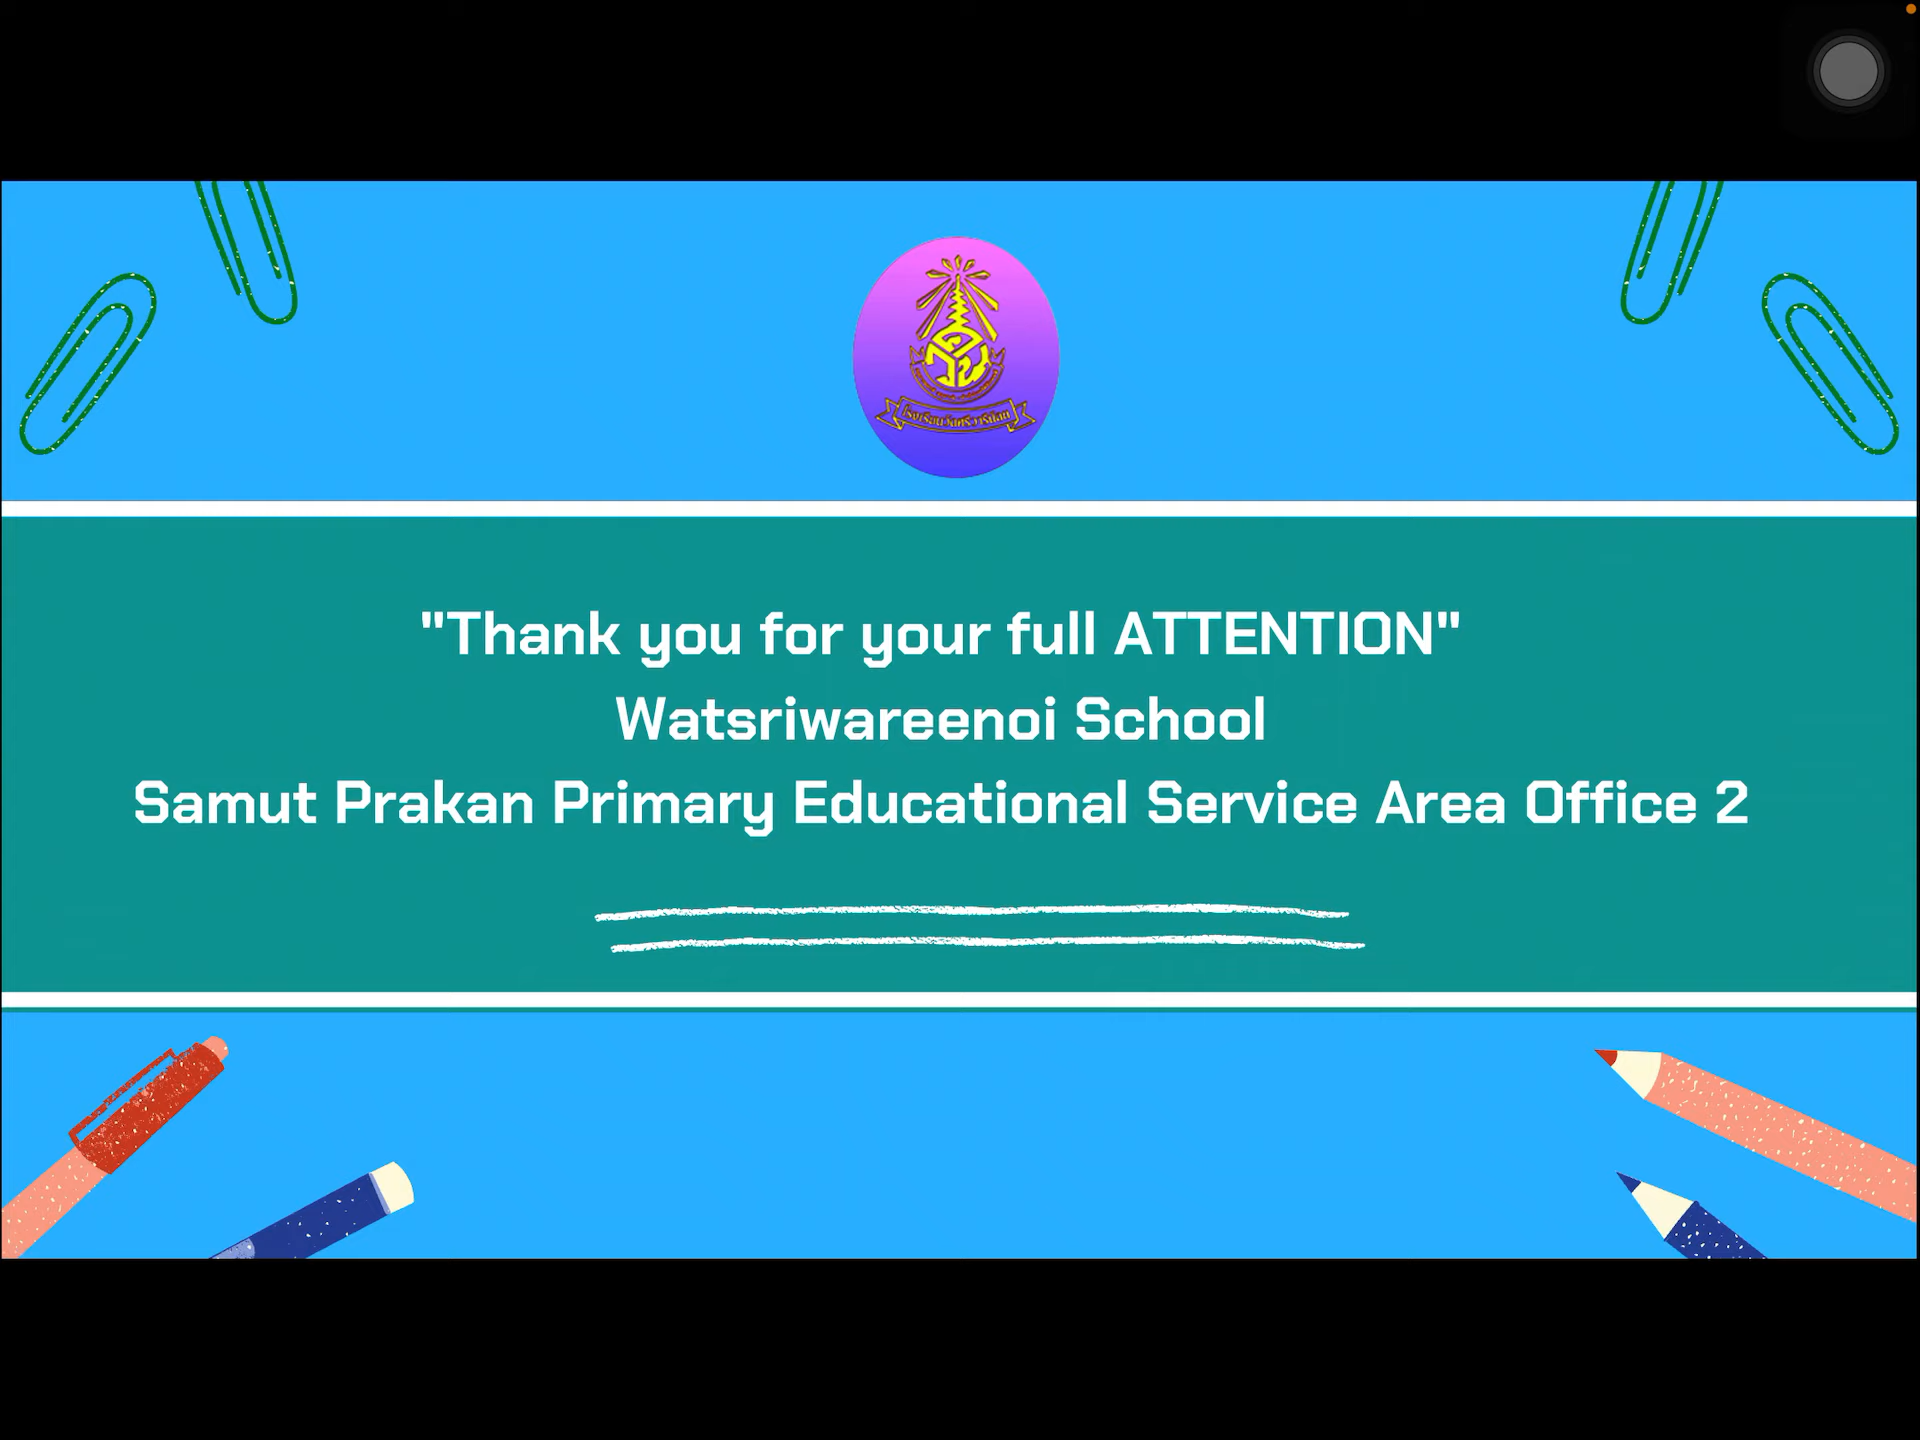 "Thank you for your full ATTENTION"
Watsriwareenoi School
Samut Prakan Primary Educational Service Area Office 2